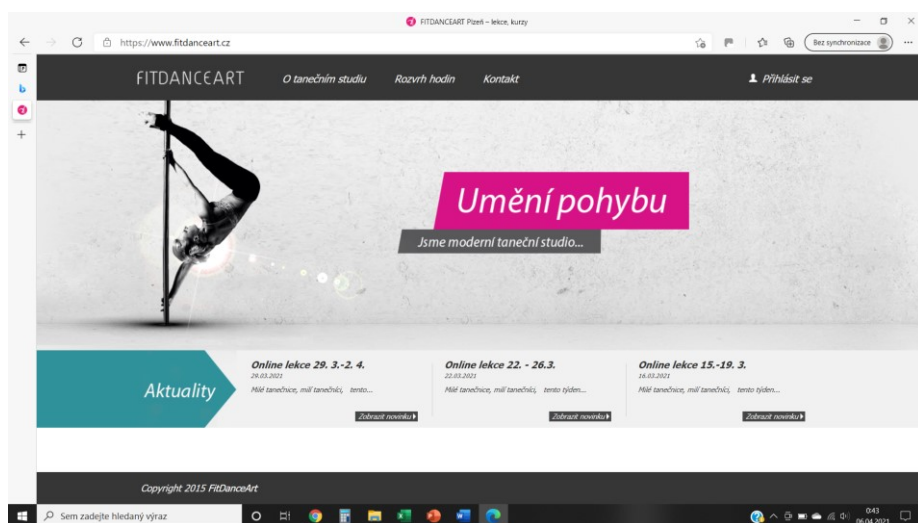 FITDANCEART Plzeň – lekce, kurzy
https://www.fitdanceart.cz
Bez synchronizace
FITDANCEART
O tanečním studiu
Rozvrh hodin
Kontakt
Přihlásit se
Umění pohybu
Jsme moderní taneční studio...
Aktuality
Online lekce 29. 3.-2. 4.
29.03.2021
Milé tanečnice, milí tanečníci, tento...
Zobrazit novinku
Online lekce 22. - 26.3.
22.03.2021
Milé tanečnice, milí tanečníci, tento týden...
Zobrazit novinku
Online lekce 15.-19. 3.
16.03.2021
Milé tanečnice, milí tanečníci, tento týden...
Zobrazit novinku
Copyright 2015 FitDanceArt
Sem zadejte hledaný výraz
0:43
06.04.2021